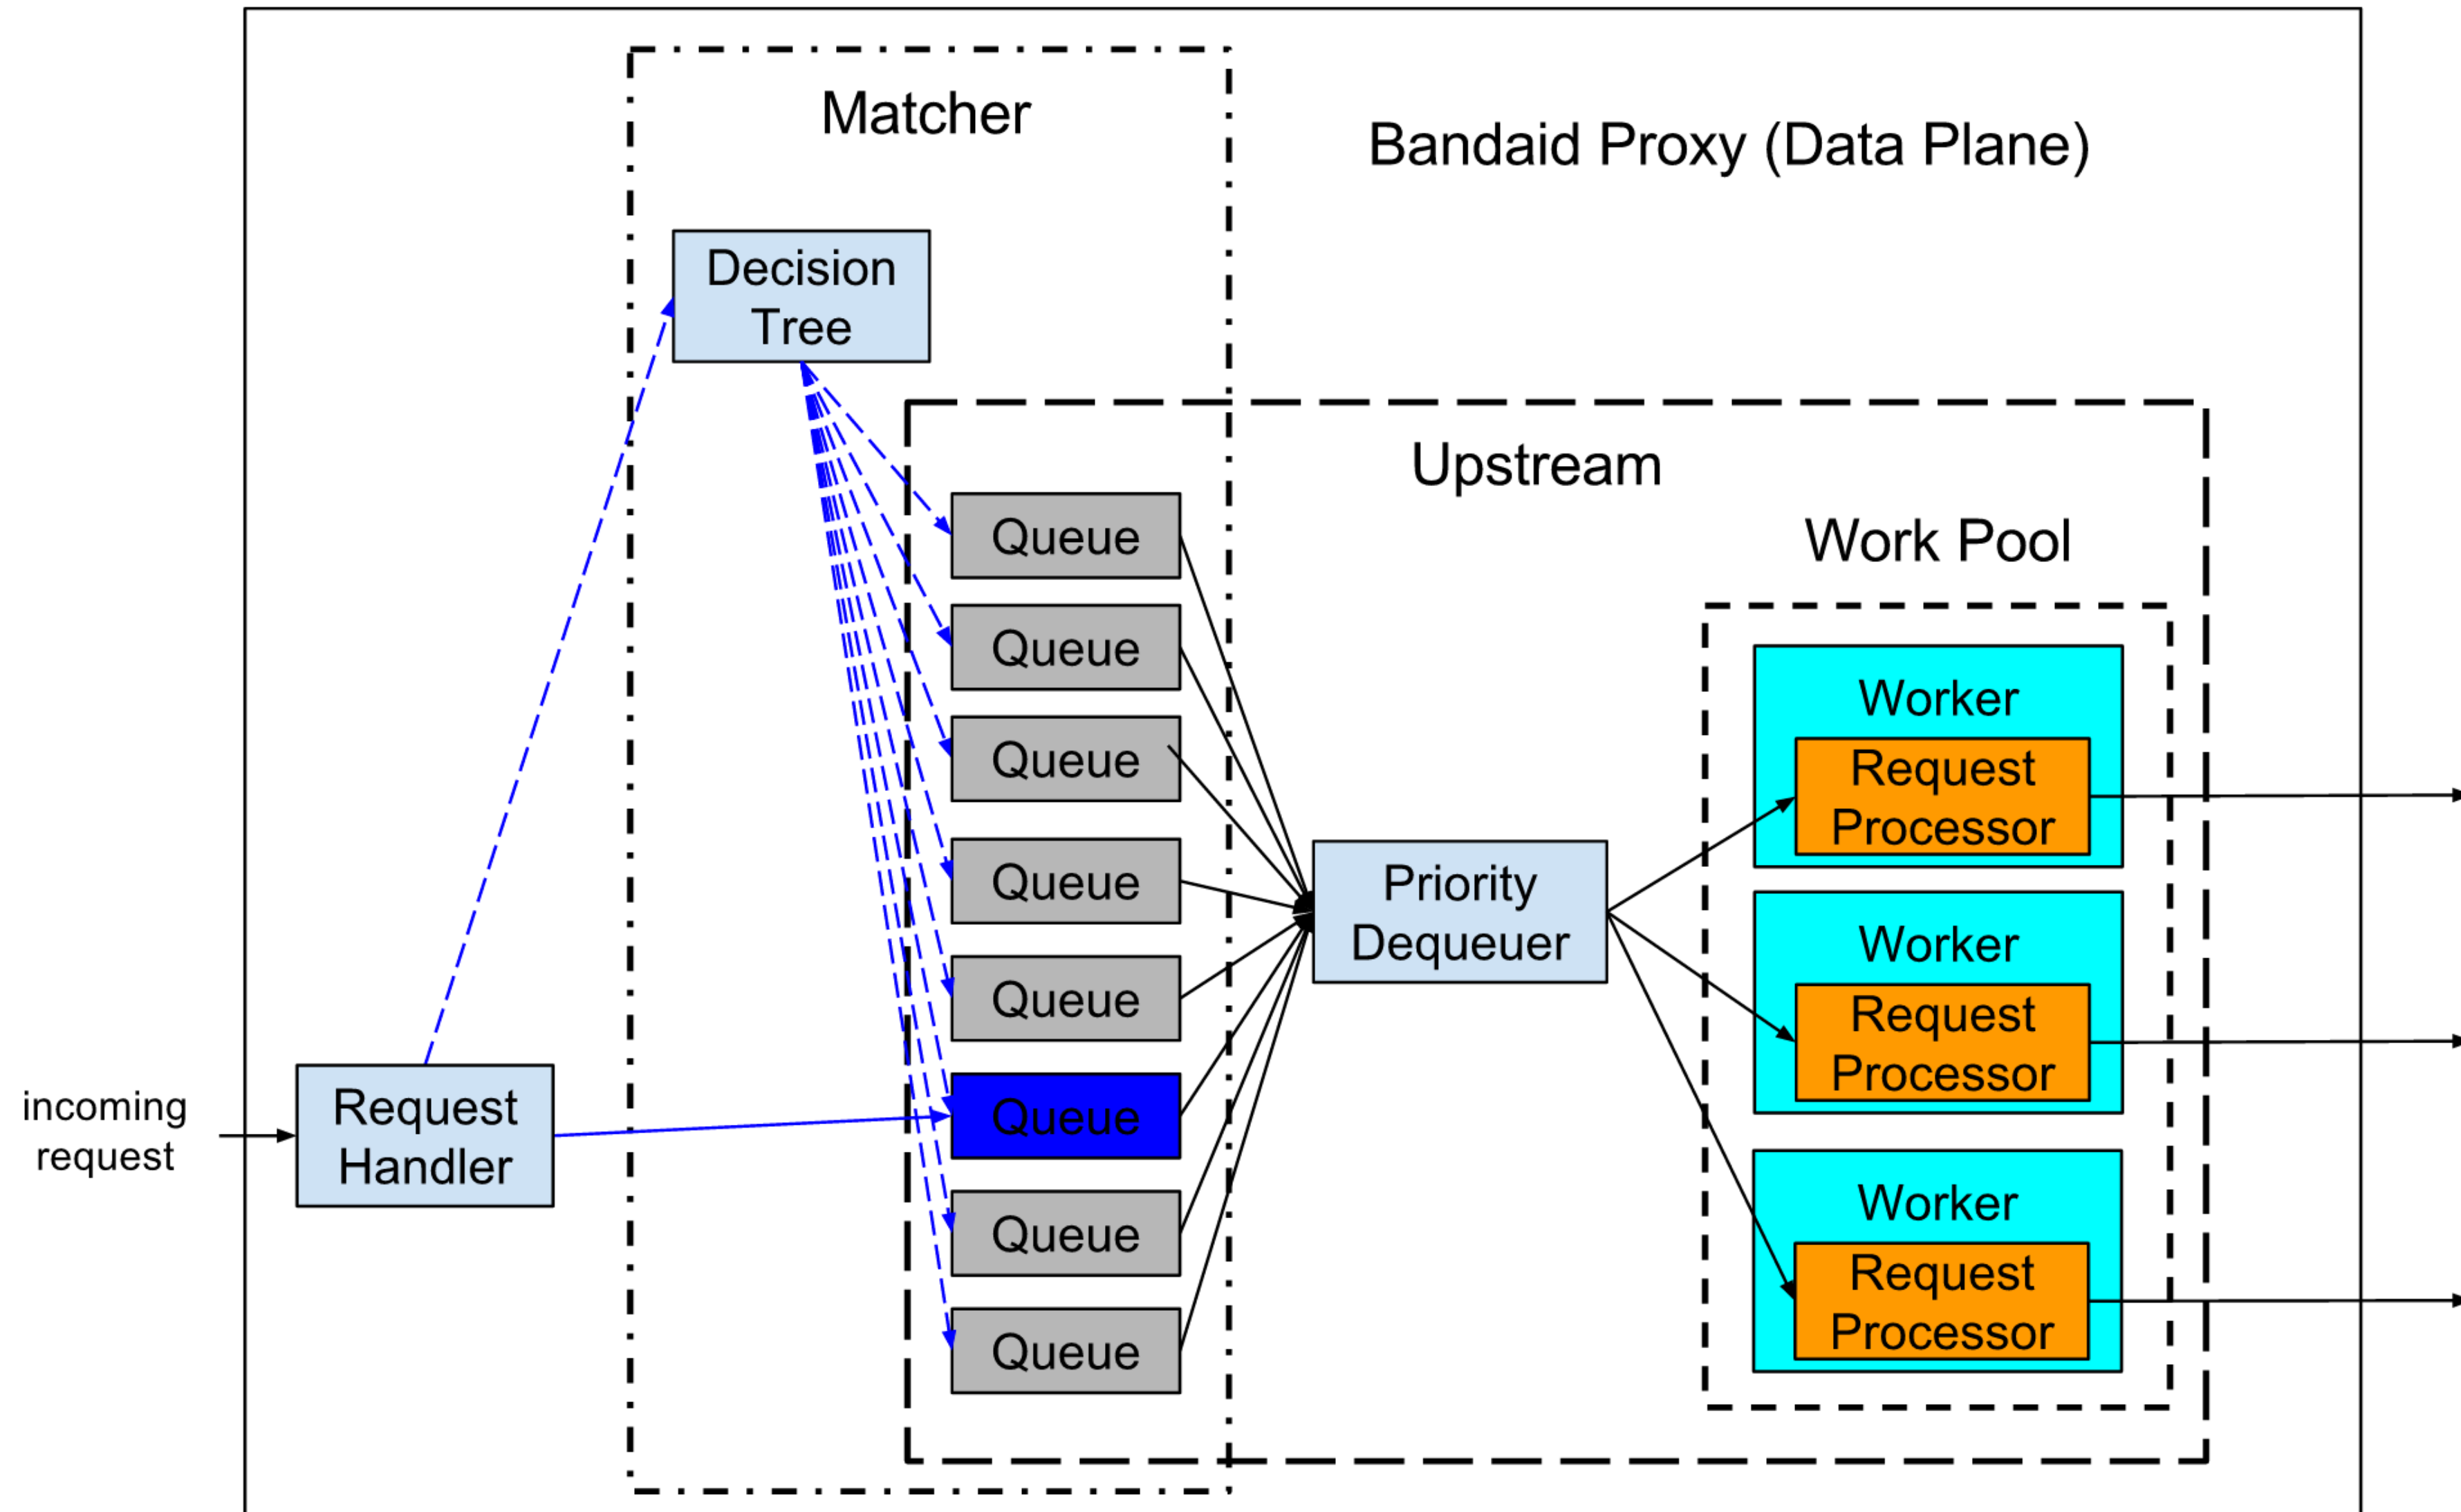 Matcher
Bandaid Proxy (Data Plane)
Decision
Tree
Upstream
Work Pool
Queue
Queue
Queue
Queue
Queue
Queue
Queue
Queue
Priority
Dequeuer
Worker
Request
Processor
Worker
Request
Processor
Worker
Request
Processor
incoming
request
Request
Handler